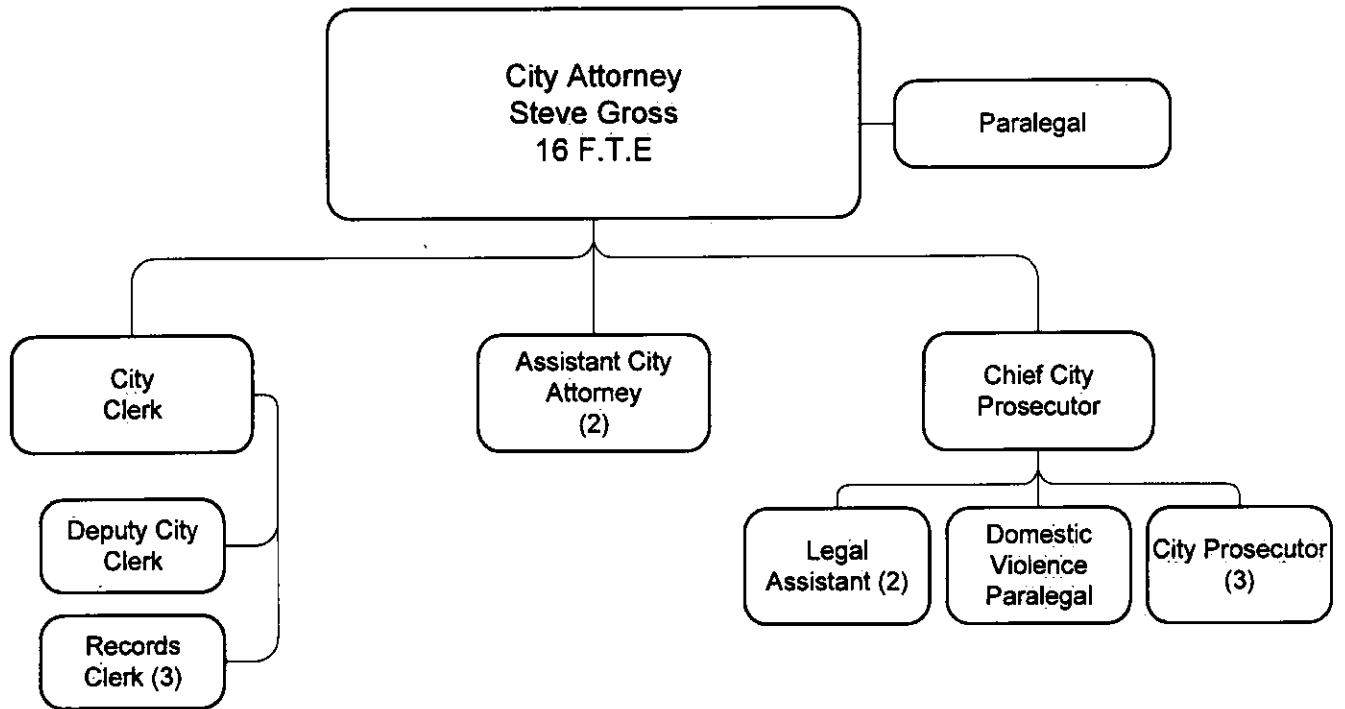 City Attorney
Steve Gross
16 F.T.E
Paralegal
City
Clerk
Assistant City
Attorney
(2)
Chief City
Prosecutor
Deputy City
Clerk
Records
Clerk (3)
Legal
Assistant (2)
Domestic
Violence
Paralegal
City Prosecutor
(3)